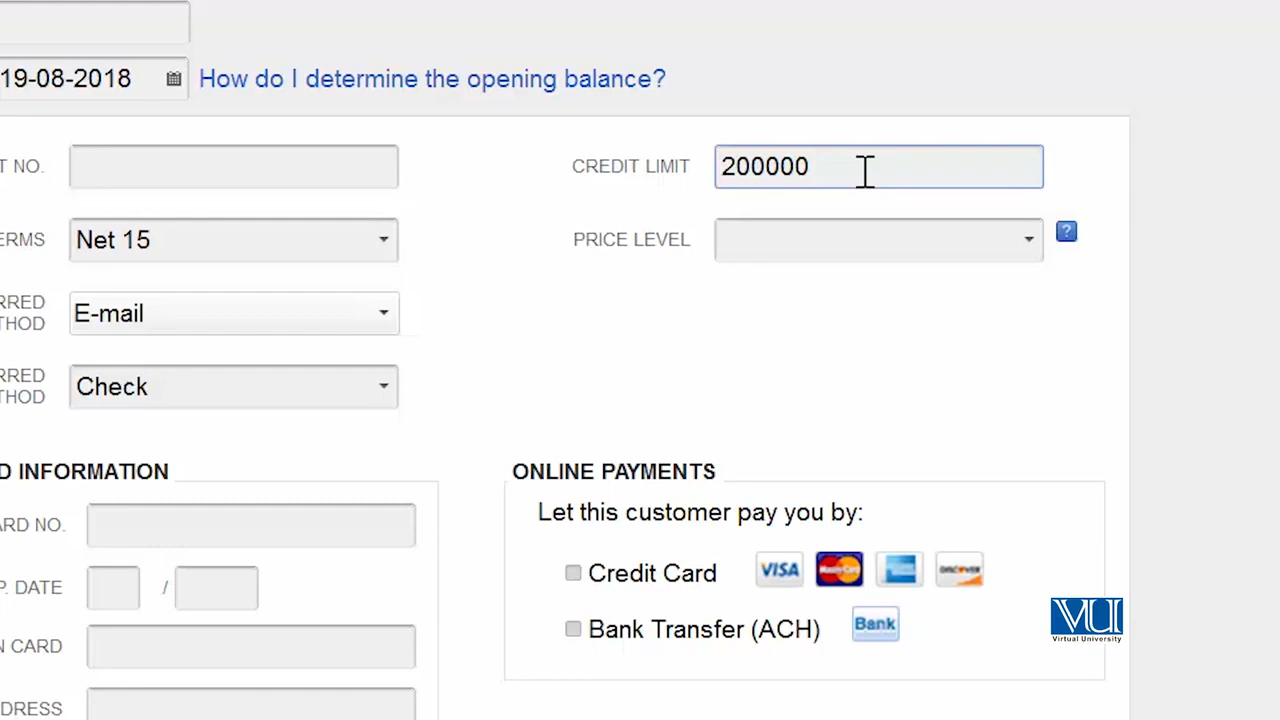 19-08-2018 How do I determine the opening balance?
T NO. CREDIT LIMIT 200000
ERMS Net 15 PRICE LEVEL ?
RRED
THOD E-mail
RRED
THOD Check
D INFORMATION ONLINE PAYMENTS
Let this customer pay you by:
ARD NO.
Credit Card VISA MasterCard DISCOVER
P. DATE /
Bank Transfer (ACH) Bank
N CARD
DRESS
VU
Virtual University